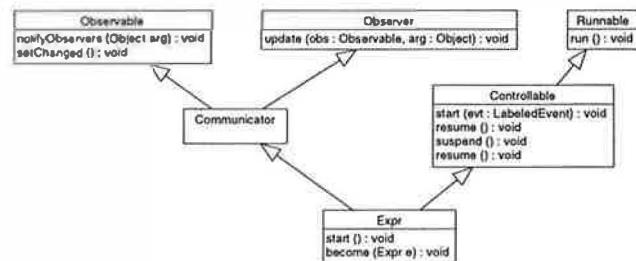 Observable
notifyObservers (Object arg) : void
setChanged () : void
Observer
update (obs : Observable, arg : Object) : void
Runnable
run () : void
Communicator
Controllable
start (evt : LabeledEvent) : void
resume () : void
suspend () : void
resume () : void
Expr
start () : void
become (Expr e) : void